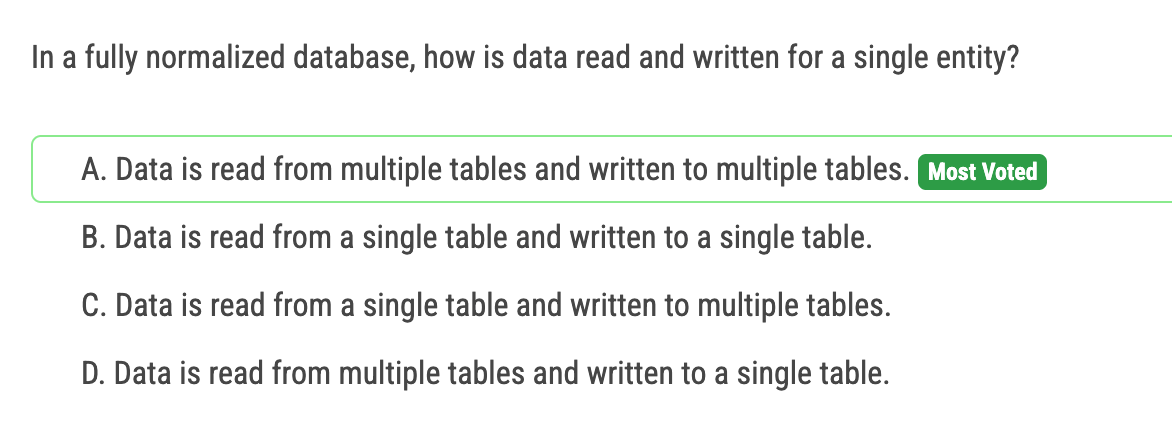 In a fully normalized database, how is data read and written for a single entity?
A. Data is read from multiple tables and written to multiple tables. Most Voted
B. Data is read from a single table and written to a single table.
C. Data is read from a single table and written to multiple tables.
D. Data is read from multiple tables and written to a single table.